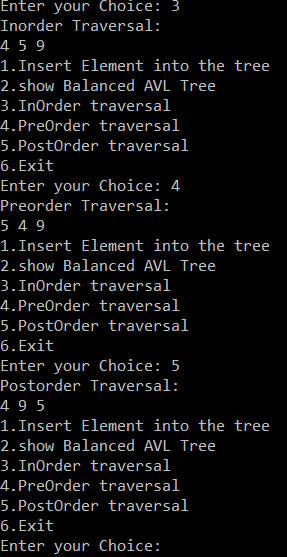 Enter your Choice: 3
Inorder Traversal:
4 5 9
1.Insert Element into the tree
2.show Balanced AVL Tree
3.InOrder traversal
4.PreOrder traversal
5.PostOrder traversal
6.Exit
Enter your Choice: 4
Preorder Traversal:
5 4 9
1.Insert Element into the tree
2.show Balanced AVL Tree
3.InOrder traversal
4.PreOrder traversal
5.PostOrder traversal
6.Exit
Enter your Choice: 5
Postorder Traversal:
4 9 5
1.Insert Element into the tree
2.show Balanced AVL Tree
3.InOrder traversal
4.PreOrder traversal
5.PostOrder traversal
6.Exit
Enter your Choice: